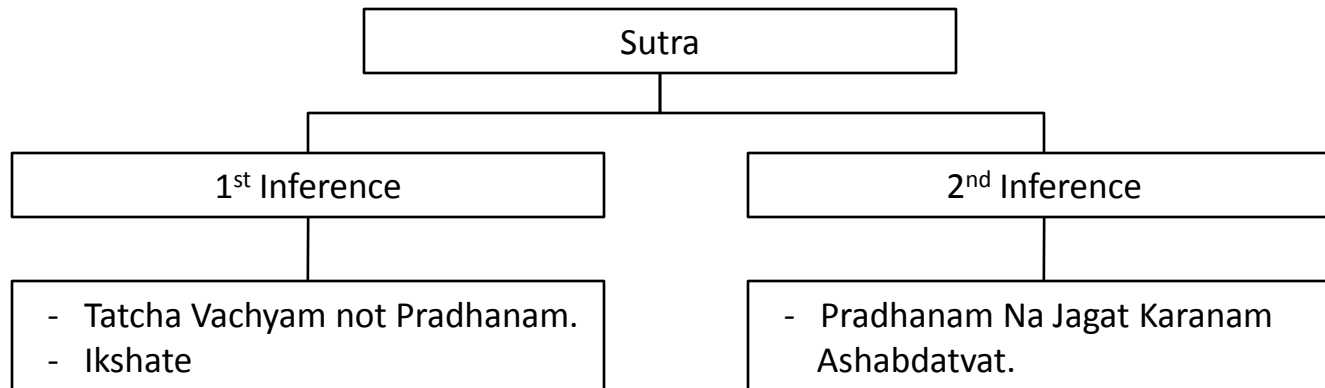 Sutra
1st Inference
2nd Inference
- Tatcha Vachyam not Pradhanam.
- Ikshate
- Pradhanam Na Jagat Karanam
Ashabdatvat.